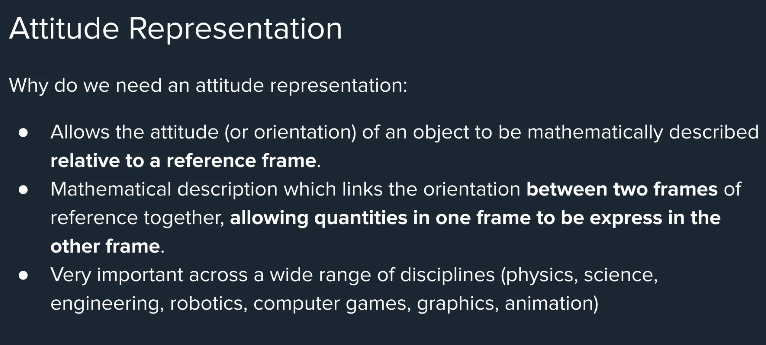 Attitude Representation
Why do we need an attitude representation:
● Allows the attitude (or orientation) of an object to be mathematically described
relative to a reference frame.
● Mathematical description which links the orientation between two frames of
reference together, allowing quantities in one frame to be express in the
other frame.
● Very important across a wide range of disciplines (physics, science,
engineering, robotics, computer games, graphics, animation)